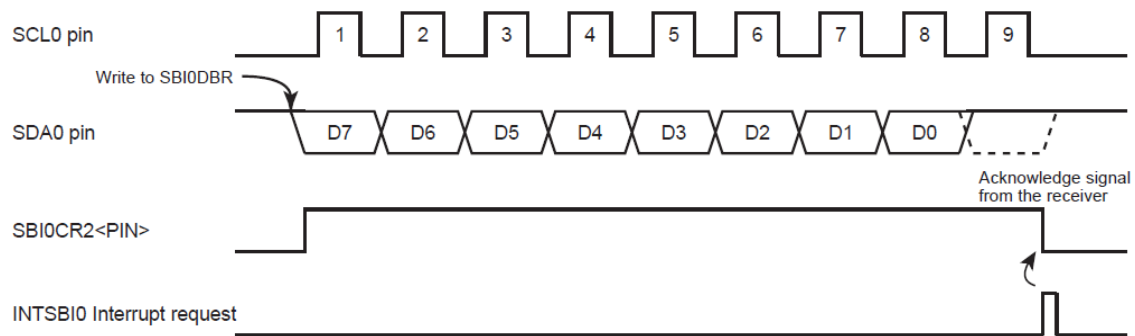 SCL0 pin
1 2 3 4 5 6 7 8 9
Write to SBI0DBR
SDA0 pin
D7 D6 D5 D4 D3 D2 D1 D0
Acknowledge signal
from the receiver
SBI0CR2<PIN>
INTSBI0 Interrupt request